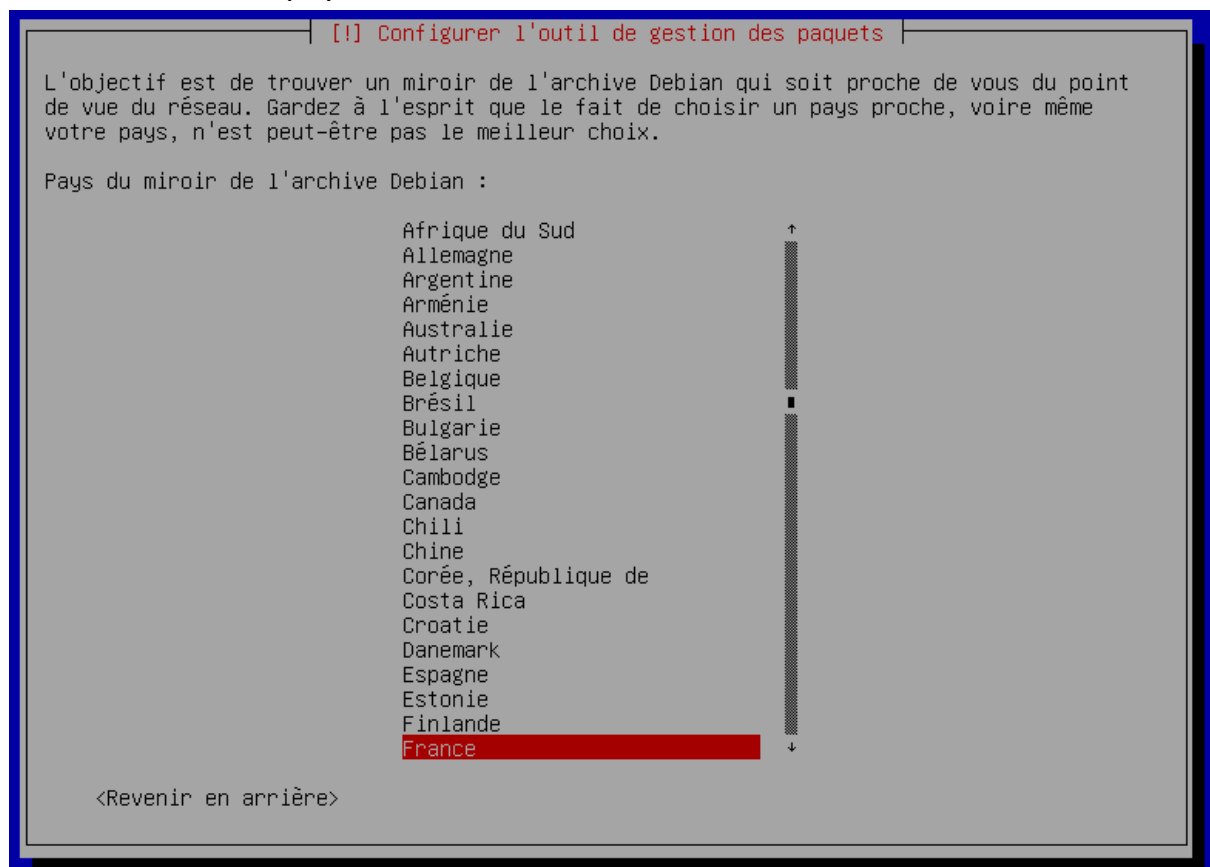 [!] Configurer l'outil de gestion des paquets
L'objectif est de trouver un miroir de l'archive Debian qui soit proche de vous du point
de vue du réseau. Gardez à l'esprit que le fait de choisir un pays proche, voire même
votre pays, n'est peut-être pas le meilleur choix.
Pays du miroir de l'archive Debian :
Afrique du Sud
Allemagne
Argentine
Arménie
Australie
Autriche
Belgique
Brésil
Bulgarie
Bélarus
Cambodge
Canada
Chili
Chine
Corée, République de
Costa Rica
Croatie
Danemark
Espagne
Estonie
Finlande
France
<Revenir en arrière>